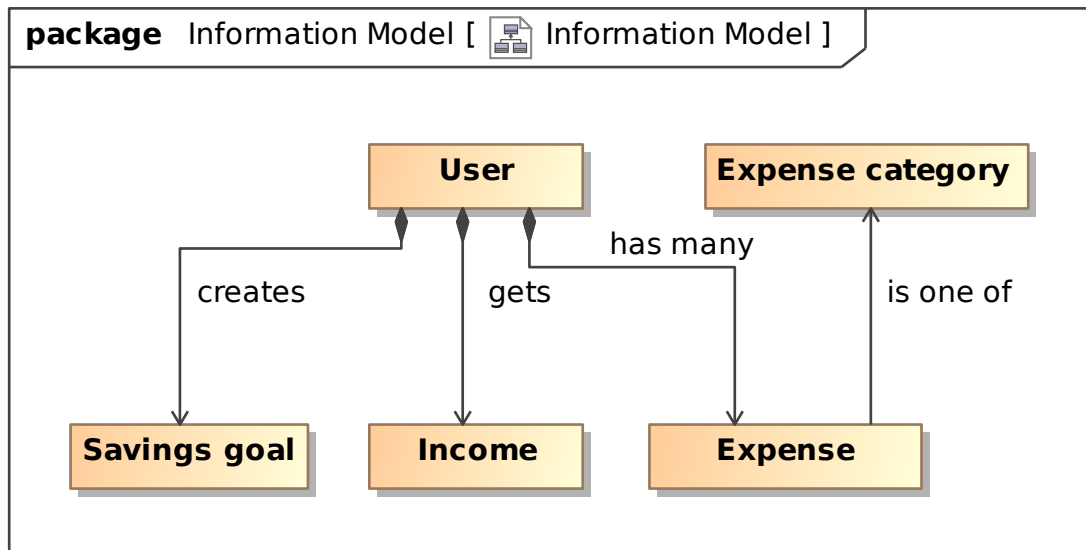 package Information Model [ Information Model ]
User
Expense category
has many
creates
gets
is one of
Savings goal
Income
Expense